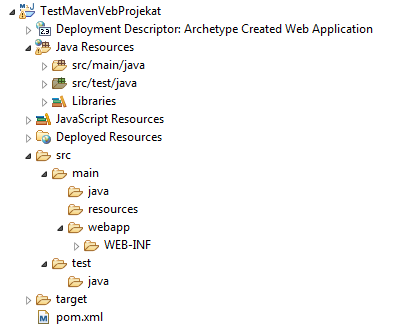 TestMavenVebProjekat
Deployment Descriptor: Archetype Created Web Application
Java Resources
src/main/java
src/test/java
Libraries
JavaScript Resources
Deployed Resources
src
main
java
resources
webapp
WEB-INF
test
java
target
pom.xml